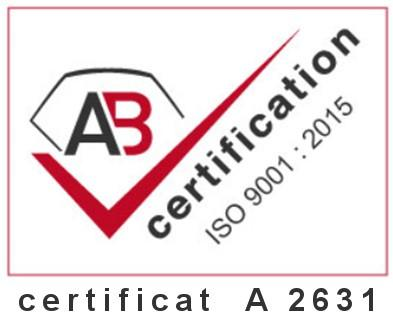 AB
certification
ISO 9001 : 2015
certificat A 2631